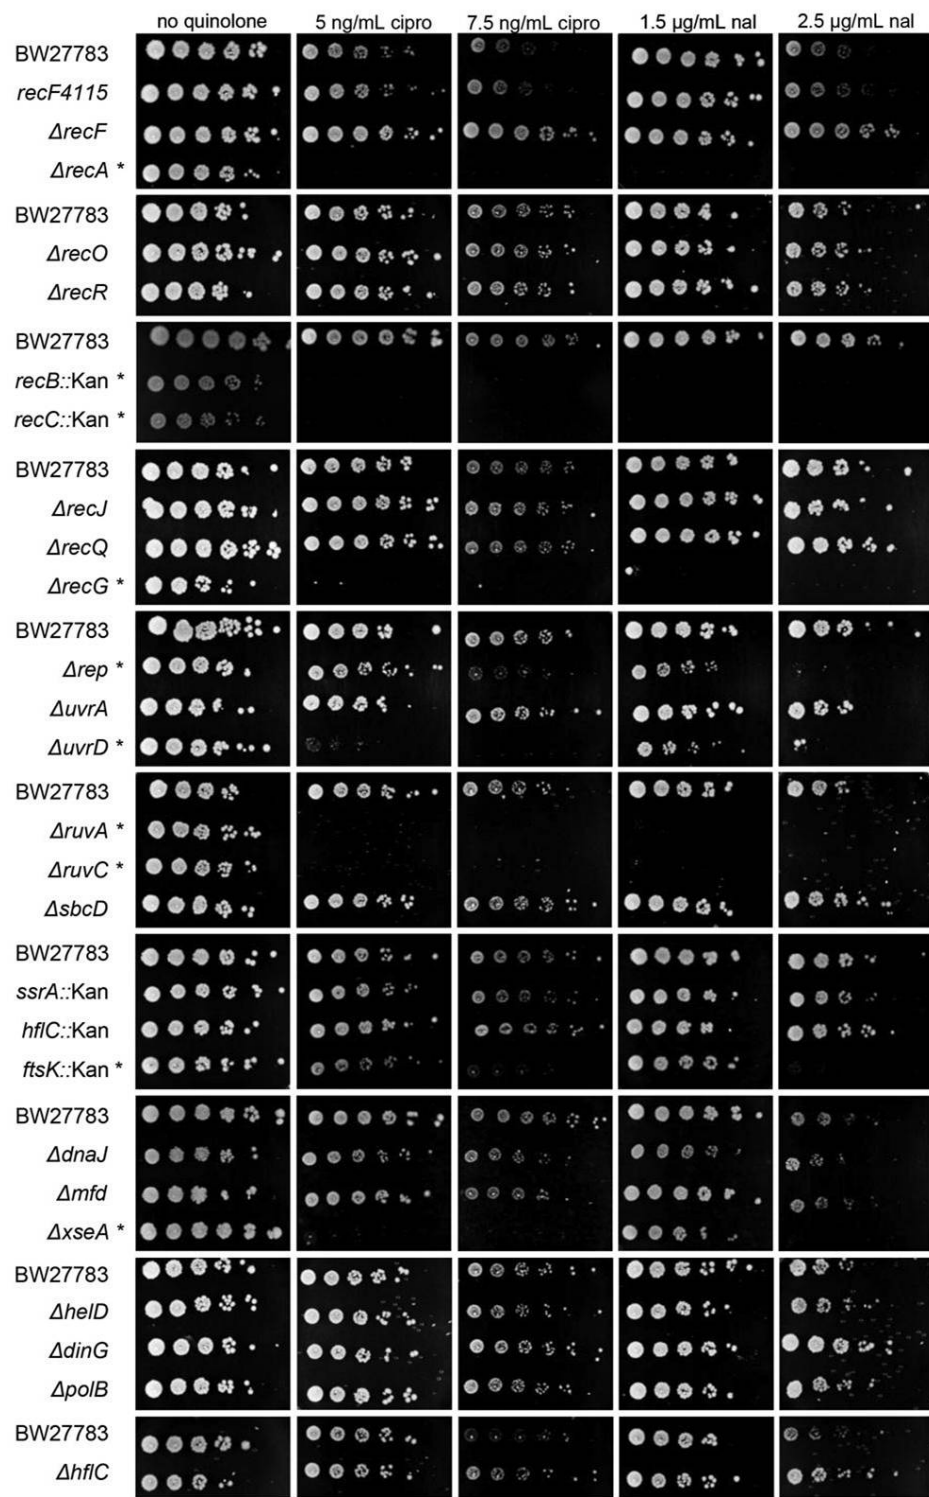 no quinolone 5 ng/mL cipro 7.5 ng/mL cipro 1.5 µg/mL nal 2.5 µg/mL nal
BW27783
recF4115
ΔrecF
ΔrecA *
BW27783
ΔrecO
ΔrecR
BW27783
recB::Kan *
recC::Kan *
BW27783
ΔrecJ
ΔrecQ
ΔrecG *
BW27783
Δrep *
ΔuvrA
ΔuvrD *
BW27783
ΔruvA *
ΔruvC *
ΔsbcD
BW27783
ssrA::Kan
hflC::Kan
ftsK::Kan *
BW27783
ΔdnaJ
Δmfd
ΔxseA *
BW27783
ΔhelD
ΔdinG
ΔpolB
BW27783
ΔhflC